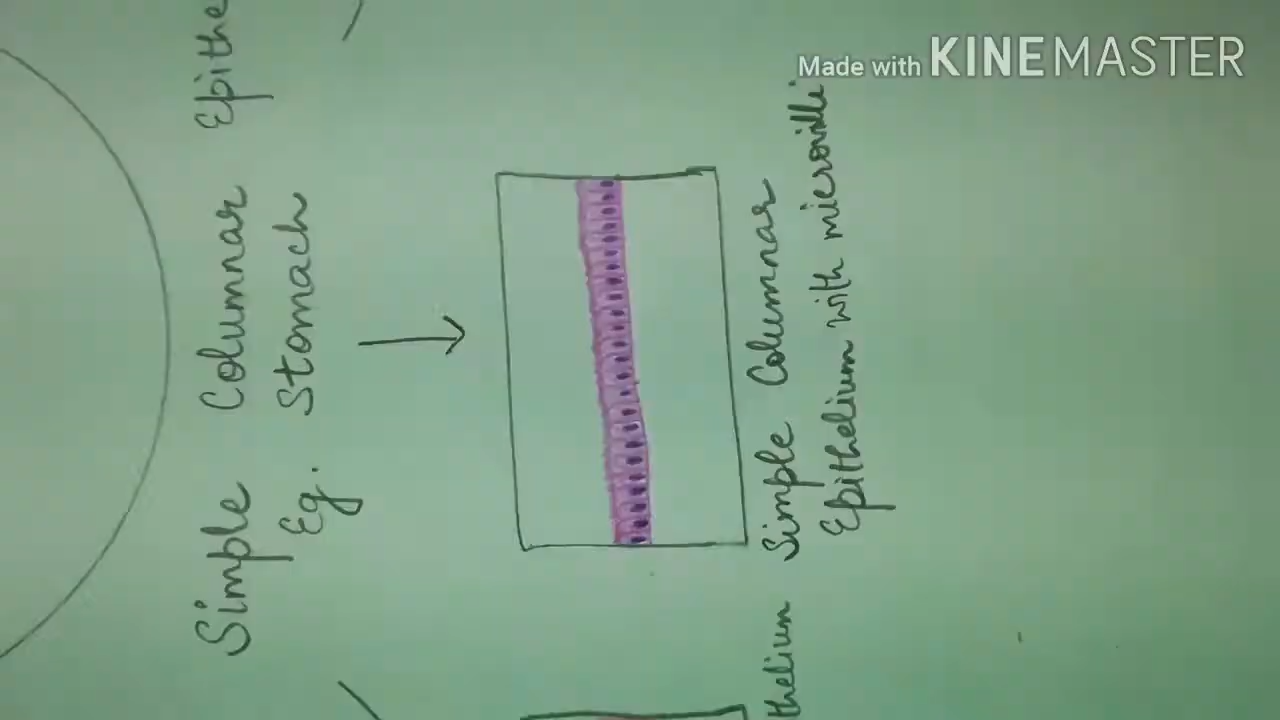 Made with KINEMASTER
Simple Columnar Epithe
Eg. Stomach
Simple Columnar
Epithelium with microvilli
thelium